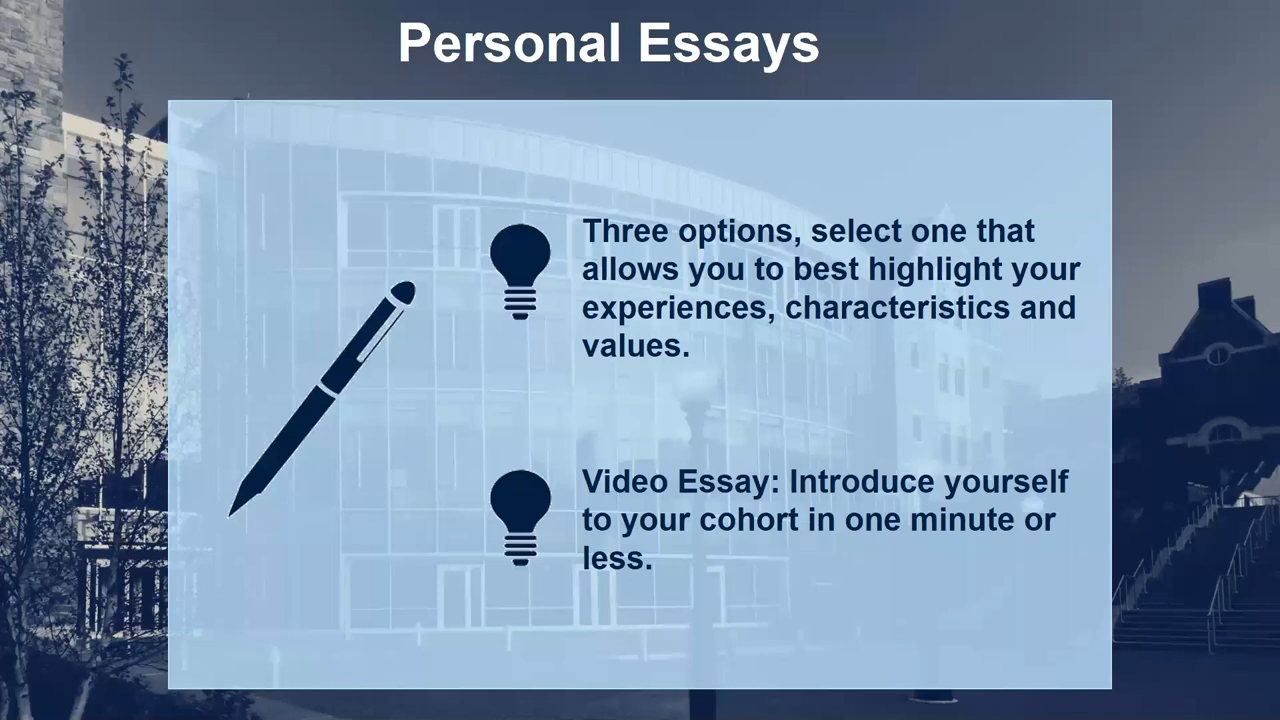 Personal Essays
Three options, select one that
allows you to best highlight your
experiences, characteristics and
values.
Video Essay: Introduce yourself
to your cohort in one minute or
less.